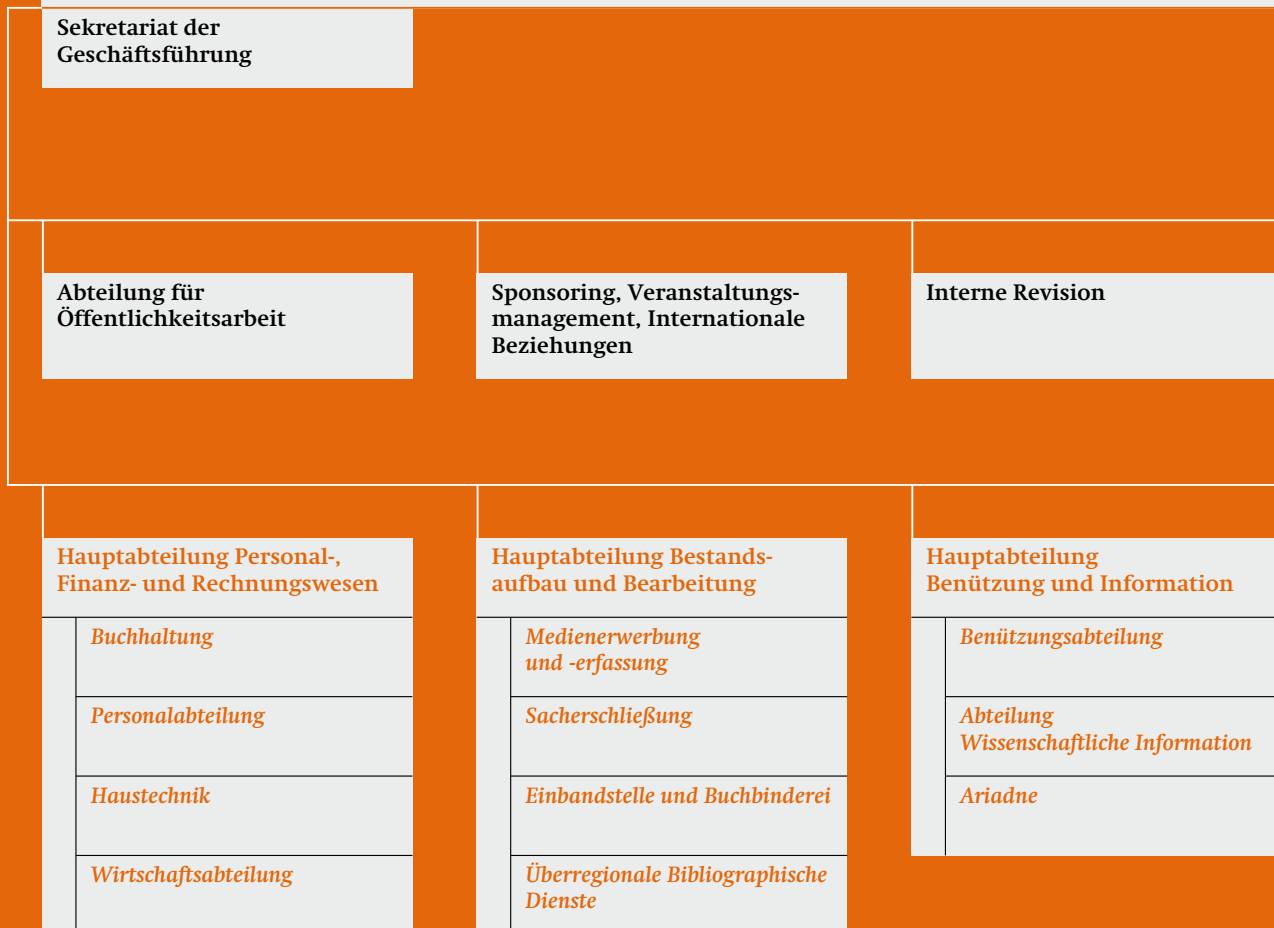 Sekretariat der
Geschäftsführung
Abteilung für
Öffentlichkeitsarbeit
Sponsoring, Veranstaltungs-
management, Internationale
Beziehungen
Interne Revision
Hauptabteilung Personal-,
Finanz- und Rechnungswesen
Buchhaltung
Personalabteilung
Haustechnik
Wirtschaftsabteilung
Hauptabteilung Bestands-
aufbau und Bearbeitung
Medienerwerbung
und -erfassung
Sacherschließung
Einbandstelle und Buchbinderei
Überregionale Bibliographische
Dienste
Hauptabteilung
Benützung und Information
Benützungsabteilung
Abteilung
Wissenschaftliche Information
Ariadne